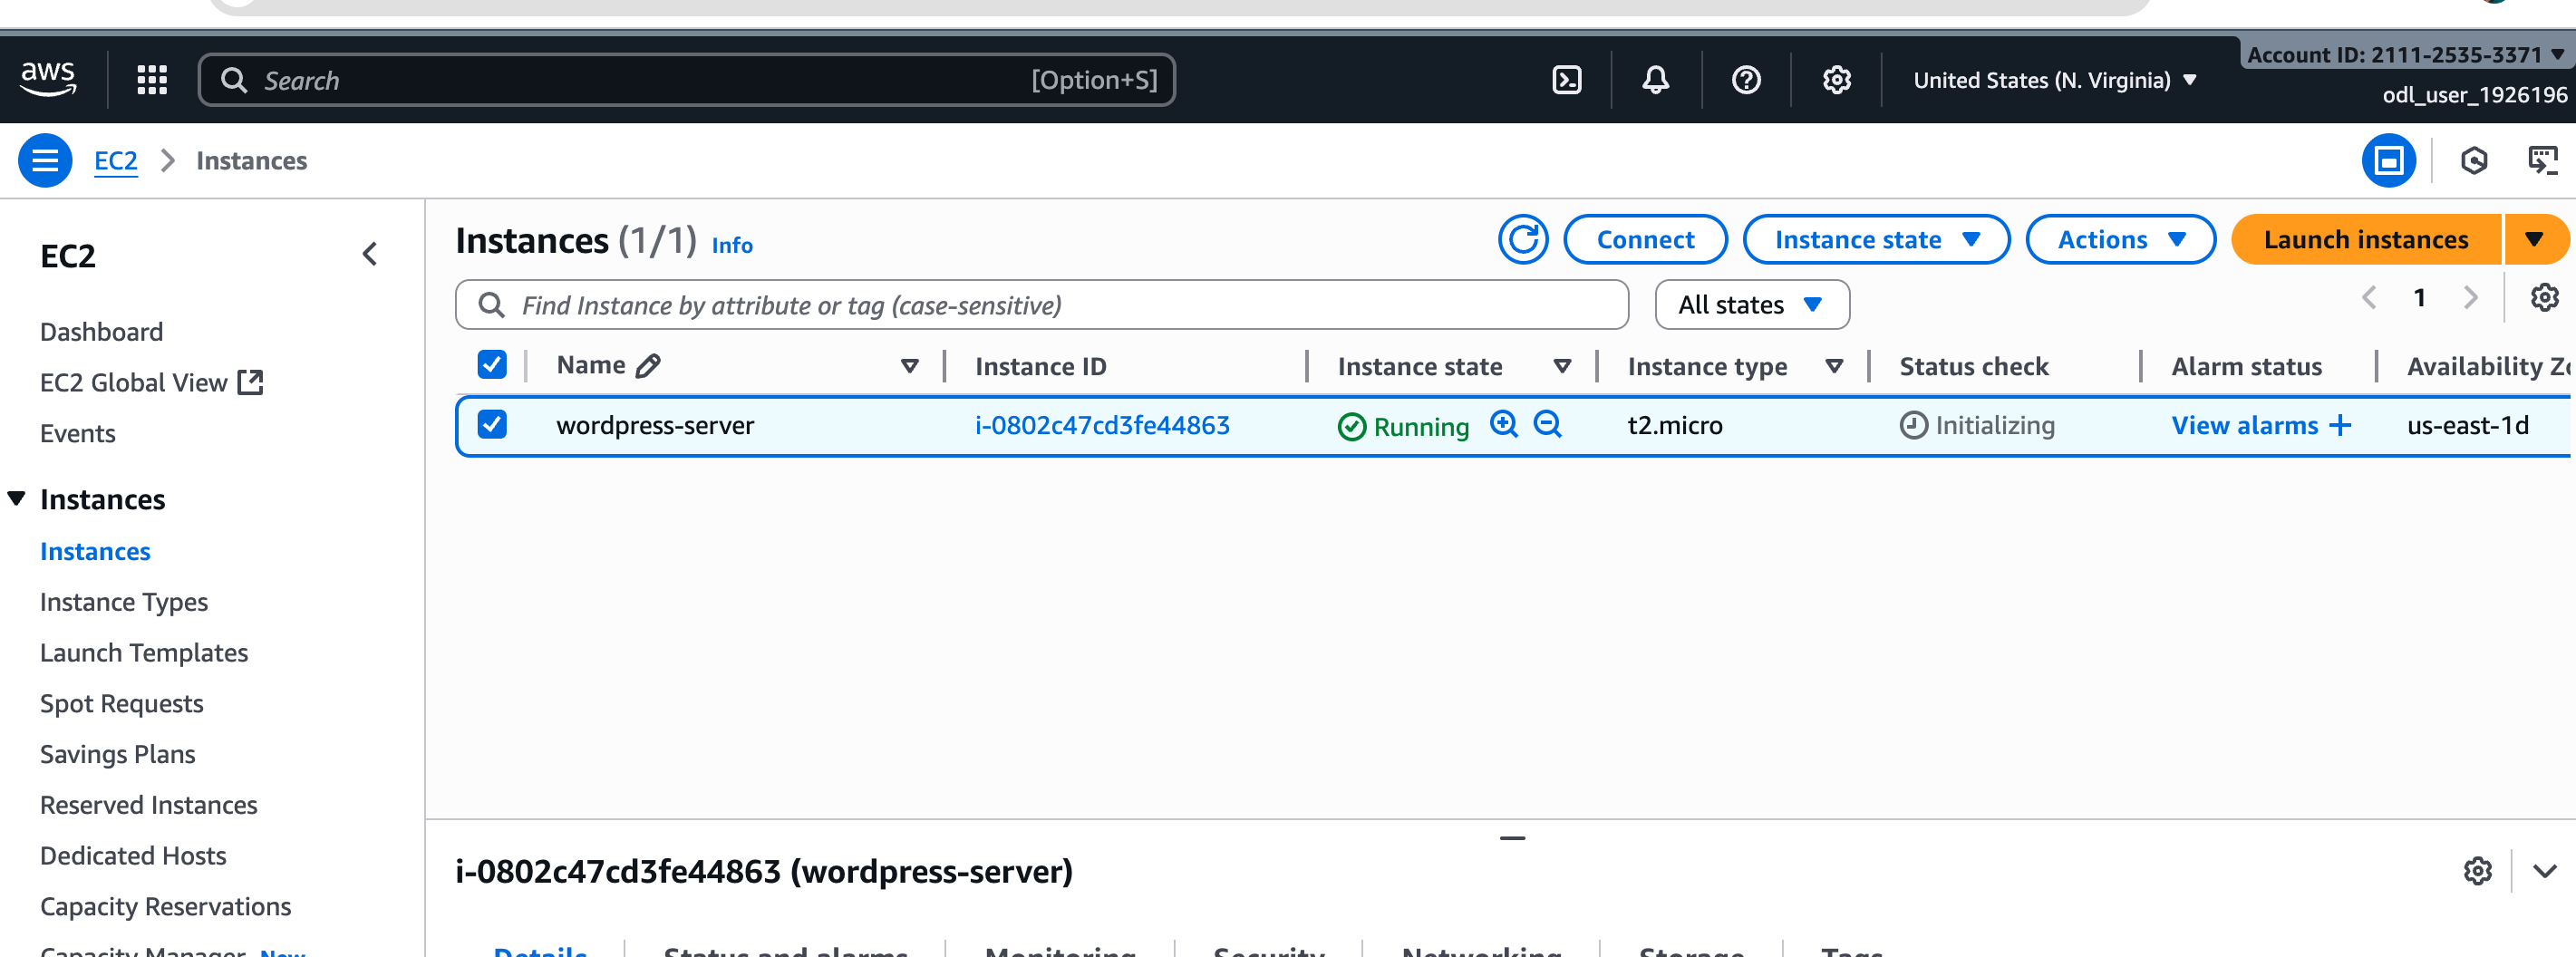 aws
Search [Option+S]
United States (N. Virginia)
Account ID: 2111-2535-3371
odl_user_1926196
EC2
Instances
EC2
Dashboard
EC2 Global View
Events
Instances
Instances
Instance Types
Launch Templates
Spot Requests
Savings Plans
Reserved Instances
Dedicated Hosts
Capacity Reservations
Capacity Manager New
Instances (1/1) Info
Connect
Instance state
Actions
Launch instances
Find Instance by attribute or tag (case-sensitive)
All states
1
Name Instance ID Instance state Instance type Status check Alarm status Availability Zo
wordpress-server i-0802c47cd3fe44863 Running t2.micro Initializing View alarms + us-east-1d
i-0802c47cd3fe44863 (wordpress-server)
Details Status and alarms Monitoring Security Networking Storage Tags